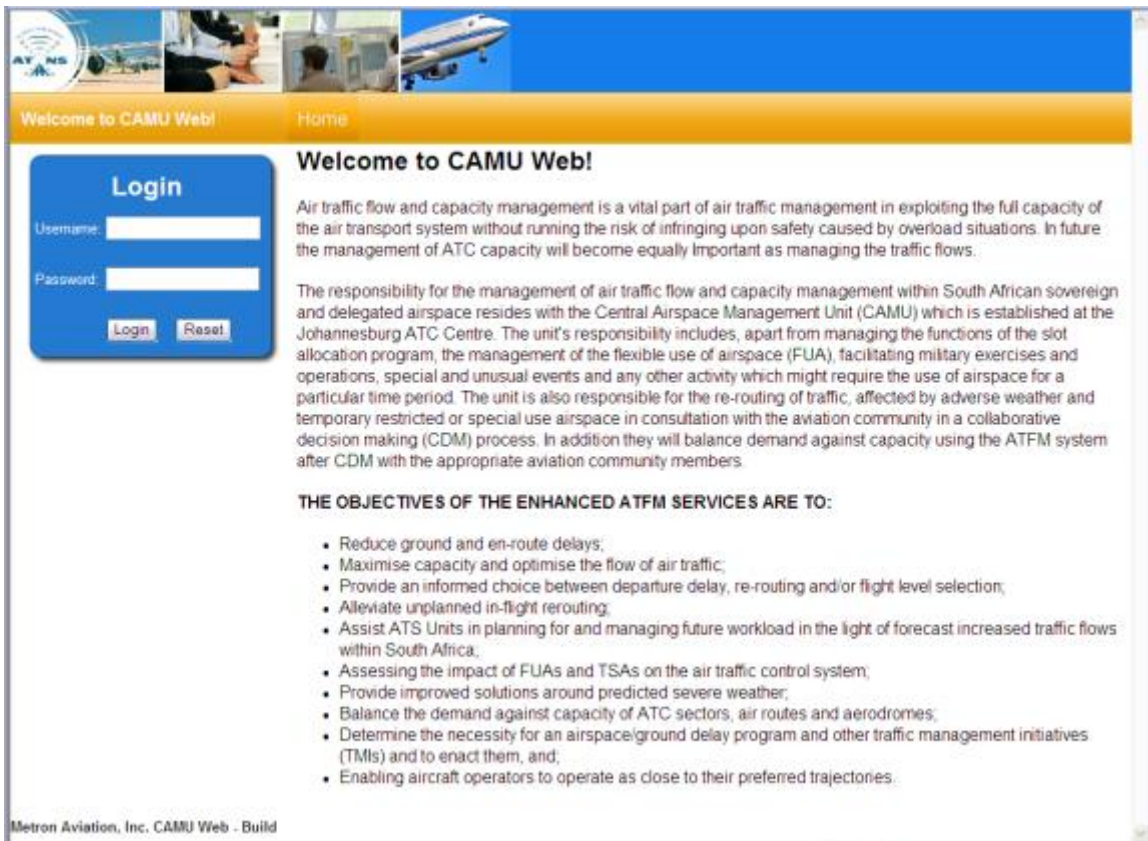 AT NS
Welcome to CAMU Web!
Home
Login
Username:
Password:
Login
Reset
Welcome to CAMU Web!
Air traffic flow and capacity management is a vital part of air traffic management in exploiting the full capacity of
the air transport system without running the risk of infringing upon safety caused by overload situations. In future
the management of ATC capacity will become equally Important as managing the traffic flows.
The responsibility for the management of air traffic flow and capacity management within South African sovereign
and delegated airspace resides with the Central Airspace Management Unit (CAMU) which is established at the
Johannesburg ATC Centre. The unit's responsibility includes, apart from managing the functions of the slot
allocation program, the management of the flexible use of airspace (FUA), facilitating military exercises and
operations, special and unusual events and any other activity which might require the use of airspace for a
particular time period. The unit is also responsible for the re-routing of traffic, affected by adverse weather and
temporary restricted or special use airspace in consultation with the aviation community in a collaborative
decision making (CDM) process. In addition they will balance demand against capacity using the ATFM system
after CDM with the appropriate aviation community members.
THE OBJECTIVES OF THE ENHANCED ATFM SERVICES ARE TO:
• Reduce ground and en-route delays;
• Maximise capacity and optimise the flow of air traffic;
• Provide an informed choice between departure delay, re-routing and/or flight level selection;
• Alleviate unplanned in-flight rerouting;
• Assist ATS Units in planning for and managing future workload in the light of forecast increased traffic flows
within South Africa;
• Assessing the impact of FUAs and TSAs on the air traffic control system;
• Provide improved solutions around predicted severe weather;
• Balance the demand against capacity of ATC sectors, air routes and aerodromes;
• Determine the necessity for an airspace/ground delay program and other traffic management initiatives
(TMIs) and to enact them, and;
• Enabling aircraft operators to operate as close to their preferred trajectories.
Metron Aviation, Inc. CAMU Web - Build